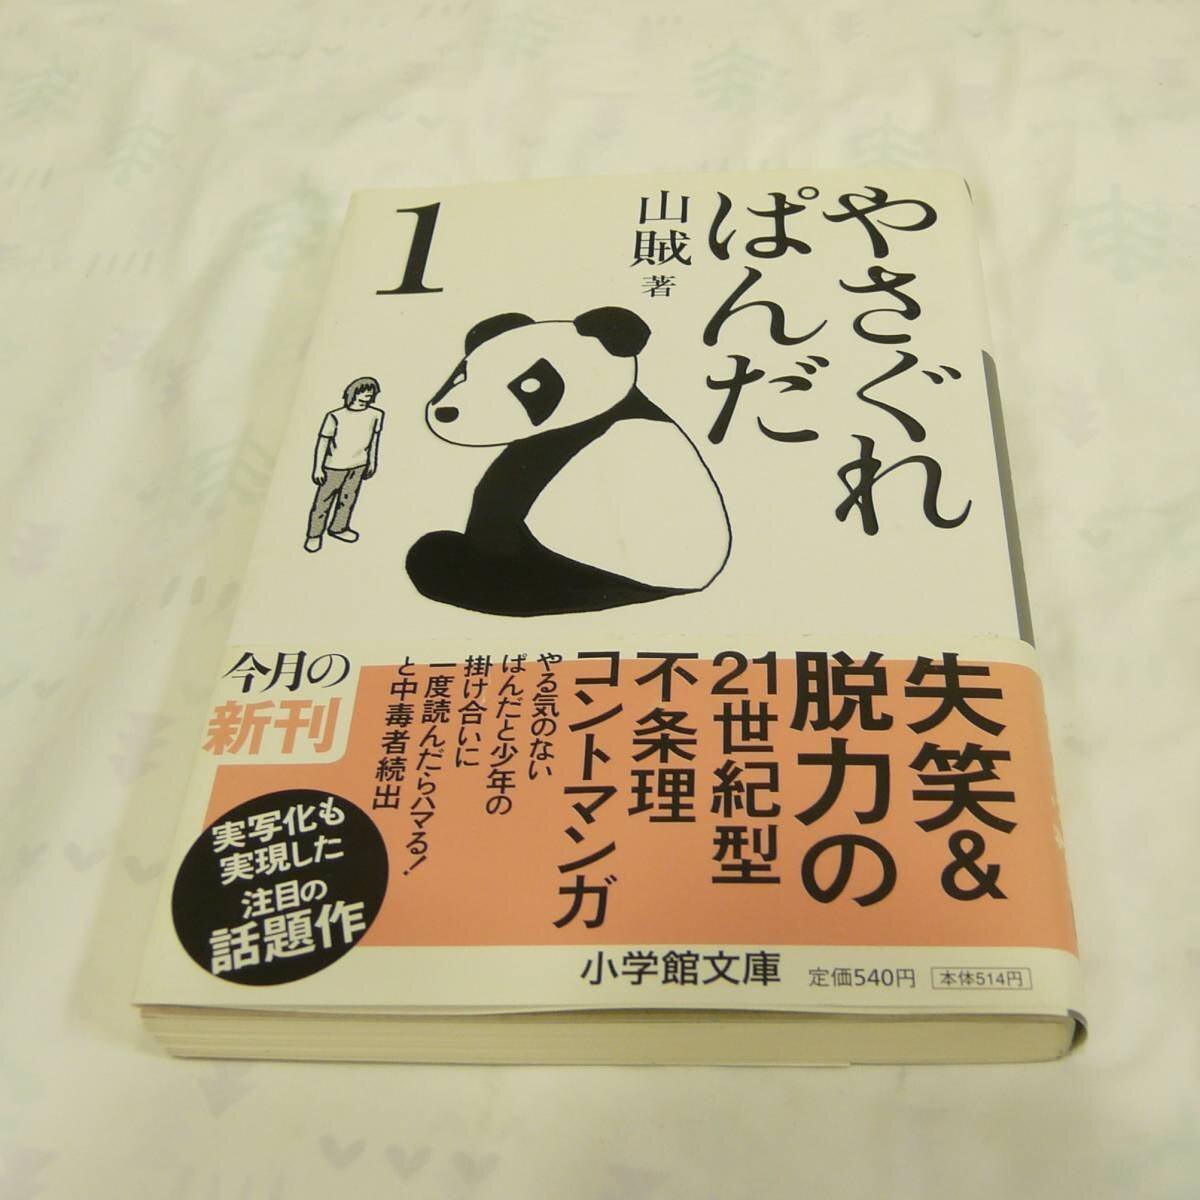 やさぐれ
ぱんだ
山賊 著
1
失笑&
脱力の
21世紀型
不条理
コントマンガ
やる気のない
ぱんだと少年の
掛け合いに
一度読んだらハマる!
と中毒者続出
今月の
新刊
実写化も
実現した
注目の
話題作
小学館文庫
定価540円
本体514円